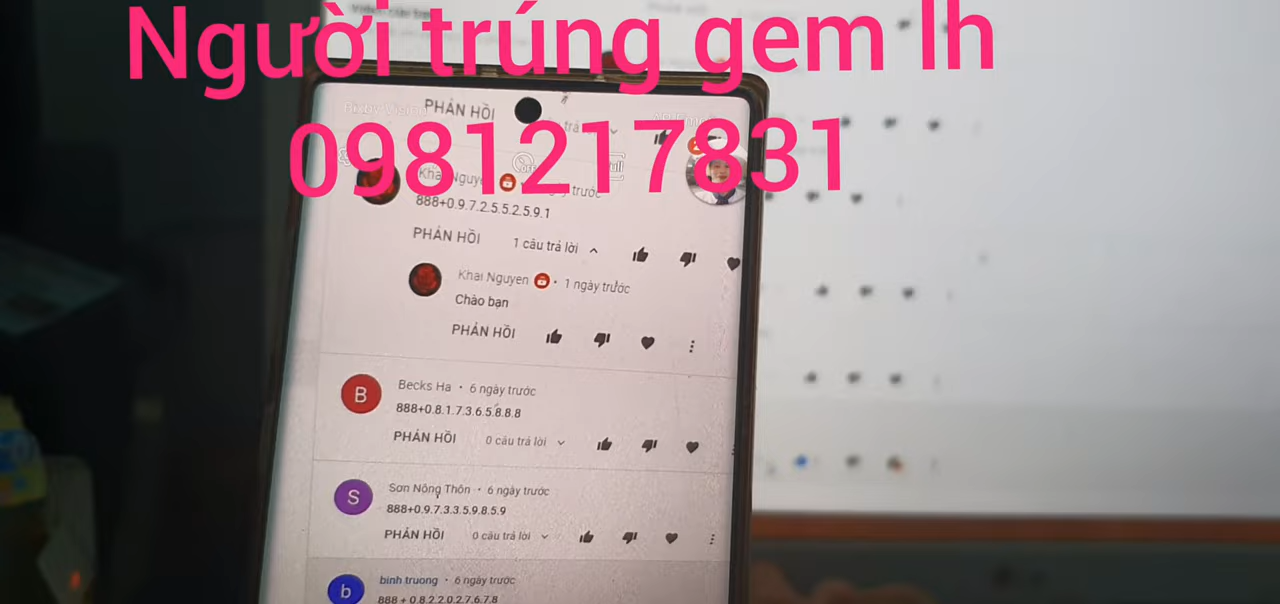 Người trúng gem lh
0981217831
PHẢN HỒI
888+0.9.7.2.5.5.2.5.9.1
PHẢN HỒI 1 câu trả lời
Khai Nguyen · 1 ngày trước
Chào bạn
PHẢN HỒI
B
Becks Ha · 6 ngày trước
888+0.8.1.7.3.6.5.8.8.8
PHẢN HỒI 0 câu trả lời
S
Sơn Nông Thôn · 6 ngày trước
888+0.9.7.3.3.5.9.8.5.9
PHẢN HỒI 0 câu trả lời
b
binh truong · 6 ngày trước
888 + 0.8.2.2.0.2.7.6.7.8